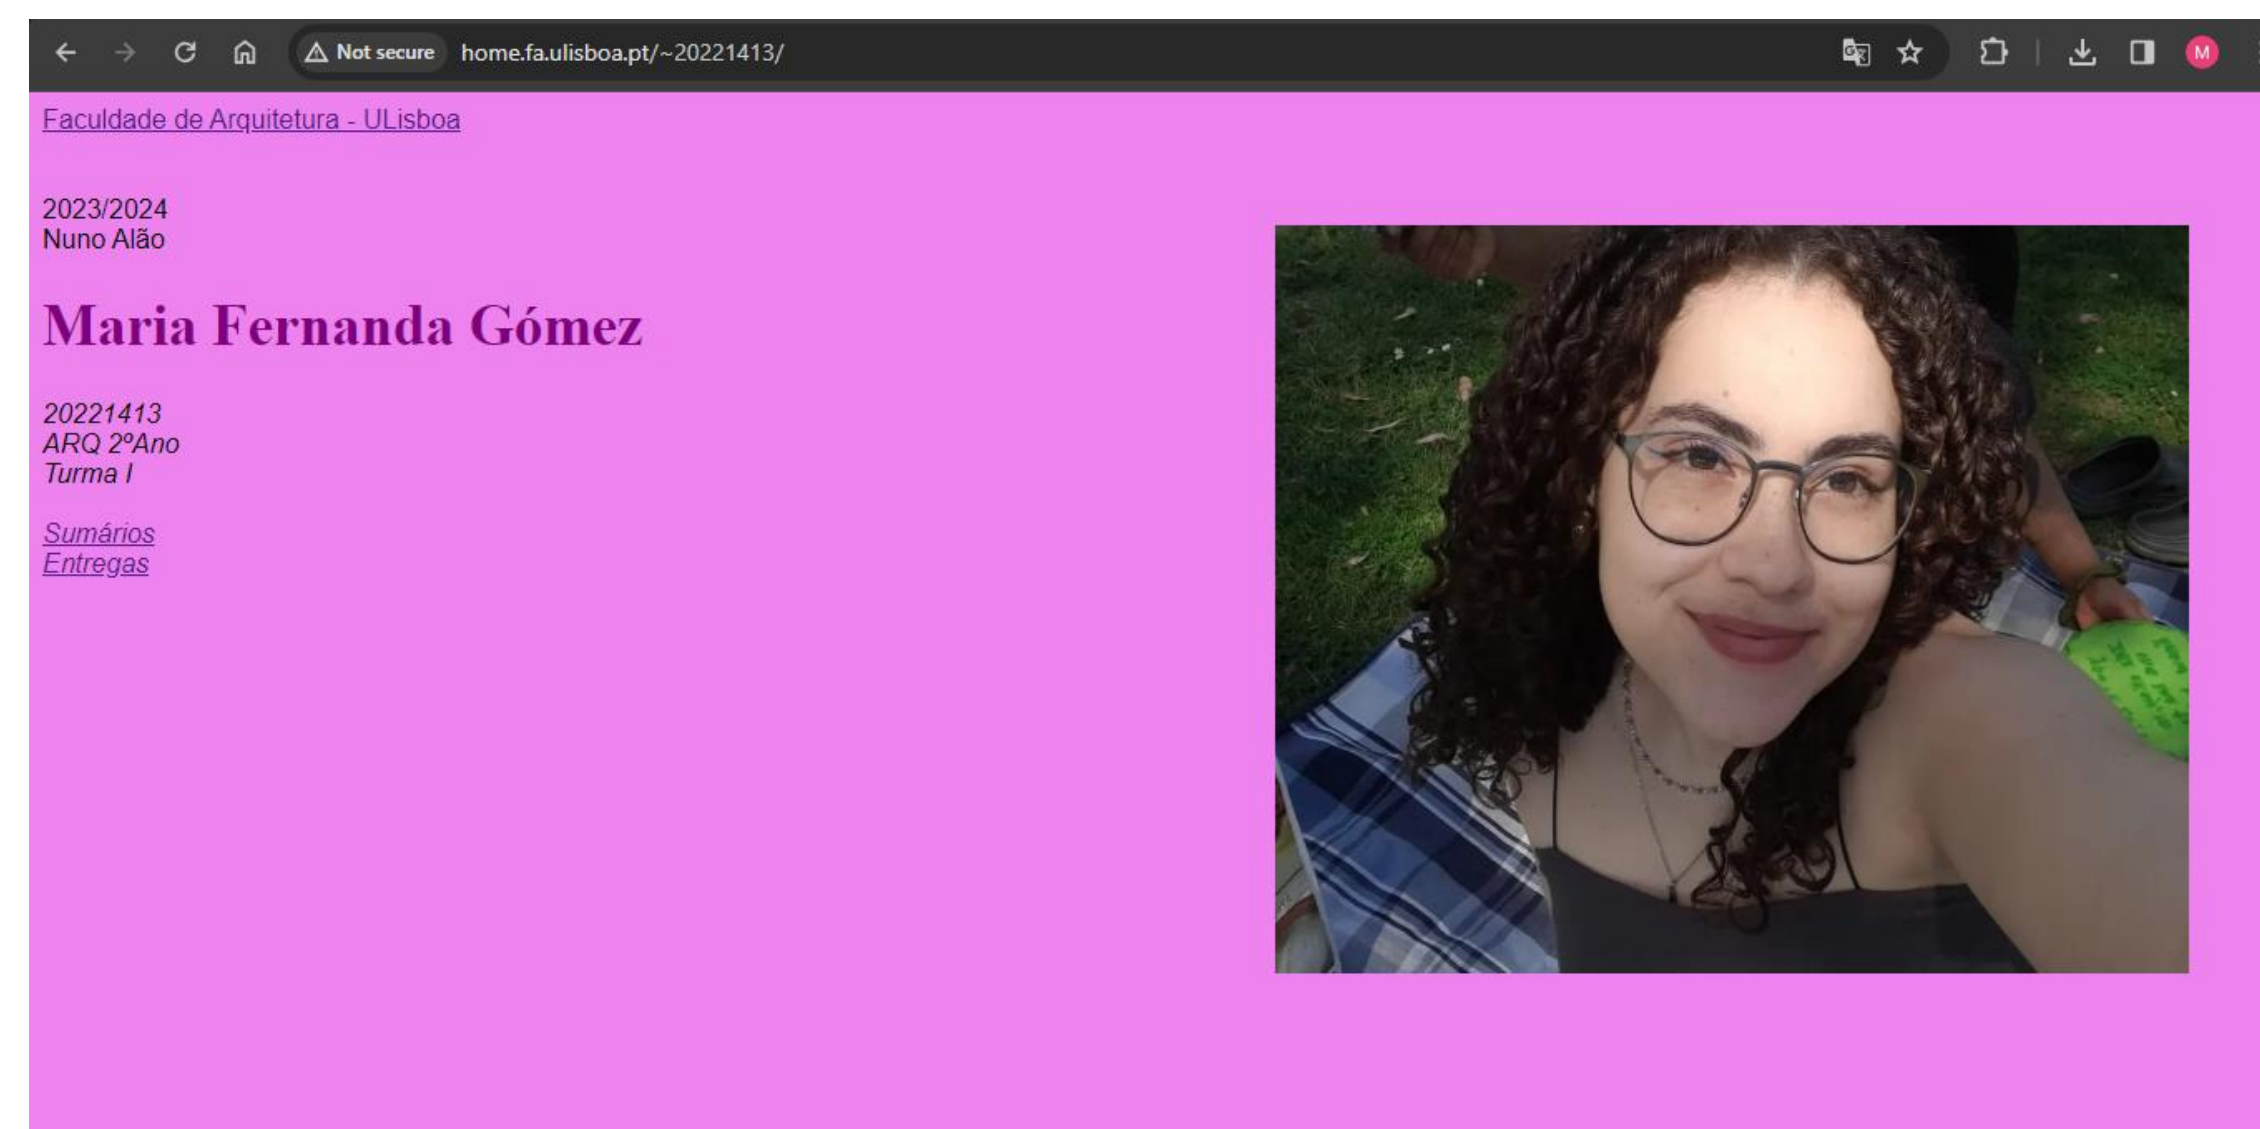 Not secure home.fa.ulisboa.pt/~20221413/
M
Faculdade de Arquitetura - ULisboa
2023/2024
Nuno Alão
Maria Fernanda Gómez
20221413
ARQ 2ºAno
Turma I
Sumários
Entregas